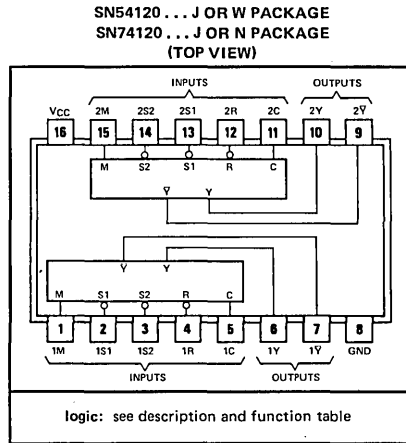 SN54120 . . . J OR W PACKAGE
SN74120 . . . J OR N PACKAGE
(TOP VIEW)
INPUTS OUTPUTS
VCC 2M 2S2 2S1 2R 2C 2Y 2Y̅
16 15 14 13 12 11 10 9
M S2 S1 R C
Y̅ Y
Y̅ Y
M S1 S2 R C
1 2 3 4 5 6 7 8
1M 1S1 1S2 1R 1C 1Y 1Y̅ GND
INPUTS OUTPUTS
logic: see description and function table